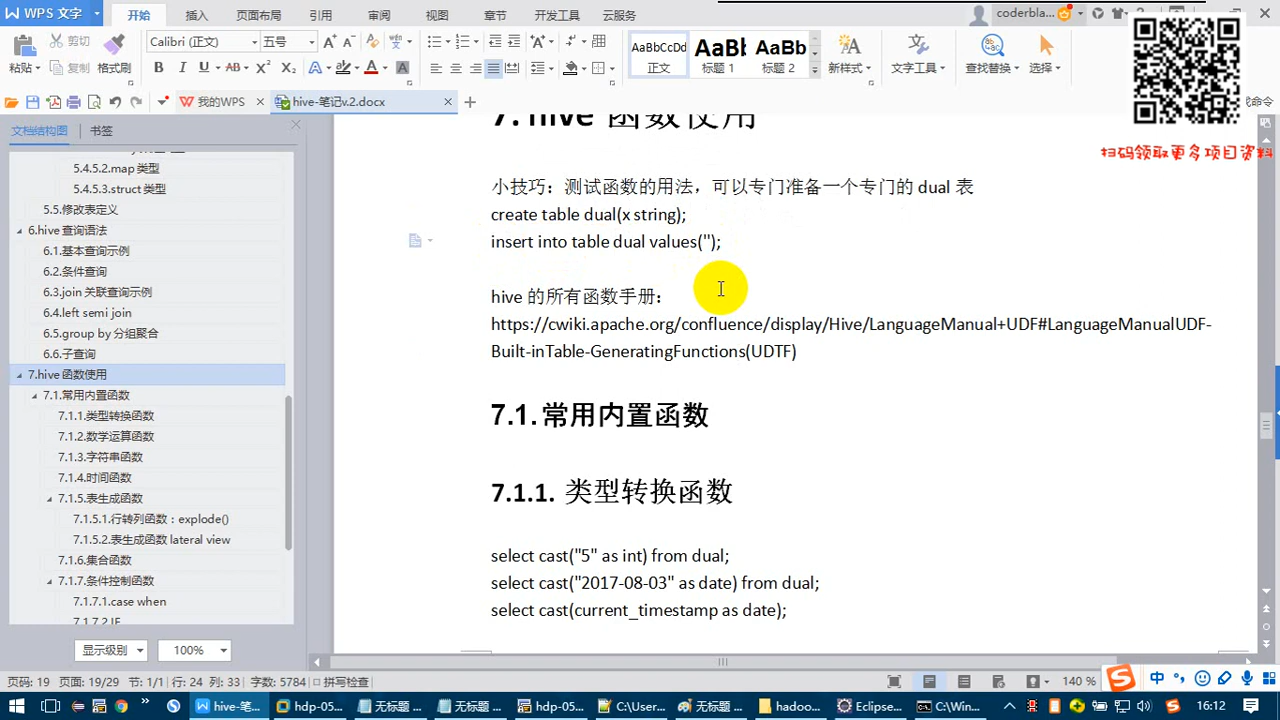 WPS 文字
开始
插入
页面布局
引用
审阅
视图
章节
开发工具
云服务
coderbla...
剪切
粘贴
复制
格式刷
Calibri (正文)
五号
AaBbCcDd
正文
AaBb
标题 1
AaBb(
标题 2
新样式
文字工具
查找替换
选择
我的WPS
hive-笔记v.2.docx
找命令
扫码领取更多项目资料
文档结构图
书签
5.4.5.2.map 类型
5.4.5.3.struct 类型
5.5.修改表定义
6.hive 查询语法
6.1.基本查询示例
6.2.条件查询
6.3.join 关联查询示例
6.4.left semi join
6.5.group by 分组聚合
6.6.子查询
7.hive 函数使用
7.1.常用内置函数
7.1.1.类型转换函数
7.1.2.数学运算函数
7.1.3.字符串函数
7.1.4.时间函数
7.1.5.表生成函数
7.1.5.1.行转列函数：explode()
7.1.5.2.表生成函数 lateral view
7.1.6.集合函数
7.1.7.条件控制函数
7.1.7.1.case when
7.1.7.2.IF
显示级别
100%
7. hive 函数使用
小技巧：测试函数的用法，可以专门准备一个专门的 dual 表
create table dual(x string);
insert into table dual values('');
hive 的所有函数手册：
https://cwiki.apache.org/confluence/display/Hive/LanguageManual+UDF#LanguageManualUDF-
Built-inTable-GeneratingFunctions(UDTF)
7.1. 常用内置函数
7.1.1. 类型转换函数
select cast("5" as int) from dual;
select cast("2017-08-03" as date) from dual;
select cast(current_timestamp as date);
页码: 19 页面: 19/29 节: 1/1 行: 24 列: 33 字数: 5784 拼写检查
140 %
中
hive-笔...
hdp-05...
无标题 ...
无标题 ...
hdp-05...
C:\User...
无标题 ...
hadoo...
Eclipse...
C:\Win...
中
16:12